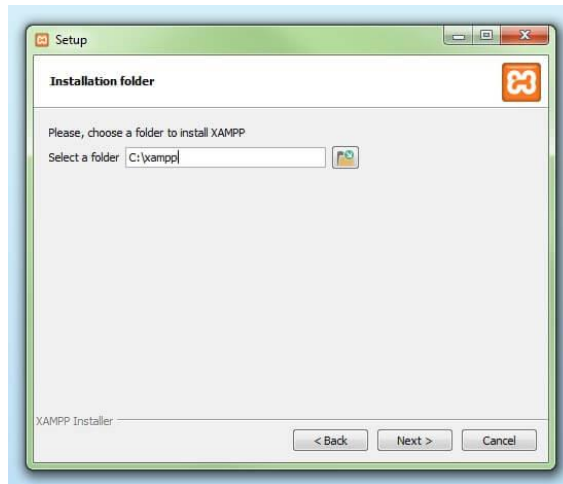 Setup
Installation folder
Please, choose a folder to install XAMPP
Select a folder C:\xampp
XAMPP Installer
< Back Next > Cancel